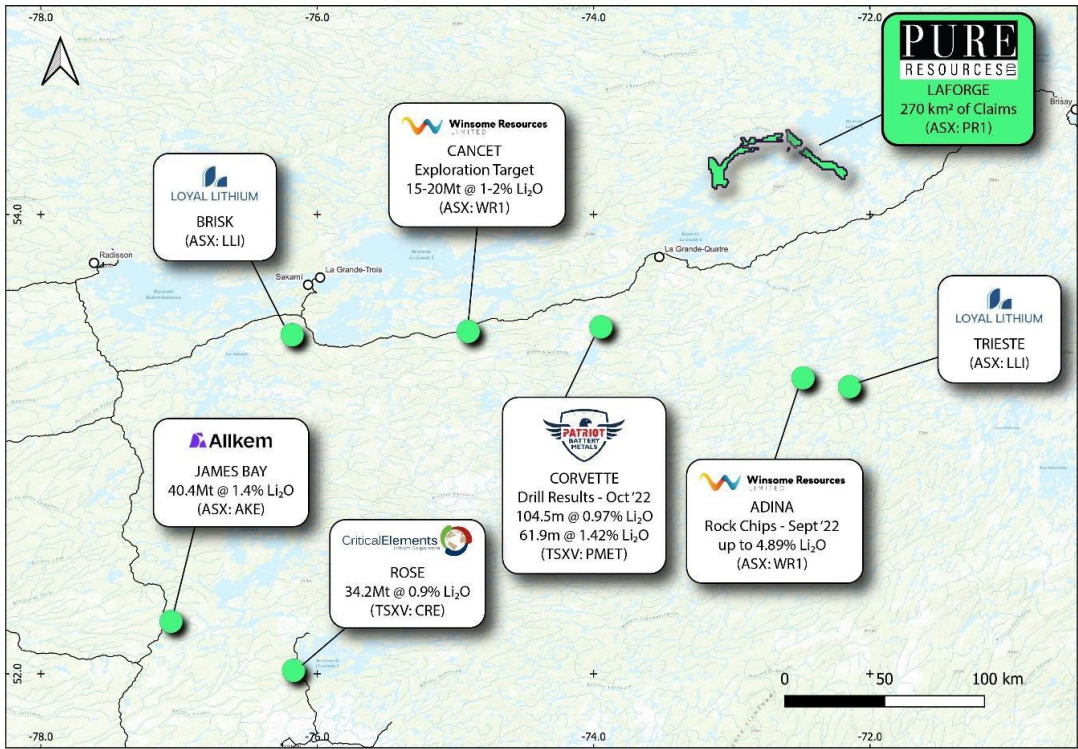 -78.0
-76.0
-74.0
-72.0
PURE
RESOURCES LTD
LAFORGE
270 km² of Claims
(ASX: PR1)
Brisay
Winsome Resources
LIMITED
CANCET
Exploration Target
15-20Mt @ 1-2% Li₂O
(ASX: WR1)
LOYAL LITHIUM
BRISK
(ASX: LLI)
54.0
Radisson
Sakami
La Grande-Trois
La Grande-Quatre
LOYAL LITHIUM
TRIESTE
(ASX: LLI)
Allkem
JAMES BAY
40.4Mt @ 1.4% Li₂O
(ASX: AKE)
PATRIOT
BATTERY
METALS
CORVETTE
Drill Results - Oct '22
104.5m @ 0.97% Li₂O
61.9m @ 1.42% Li₂O
(TSXV: PMET)
Winsome Resources
LIMITED
ADINA
Rock Chips - Sept '22
up to 4.89% Li₂O
(ASX: WR1)
CriticalElements
Lithium Corporation
ROSE
34.2Mt @ 0.9% Li₂O
(TSXV: CRE)
52.0
0 50 100 km
-78.0
-76.0
-74.0
-72.0